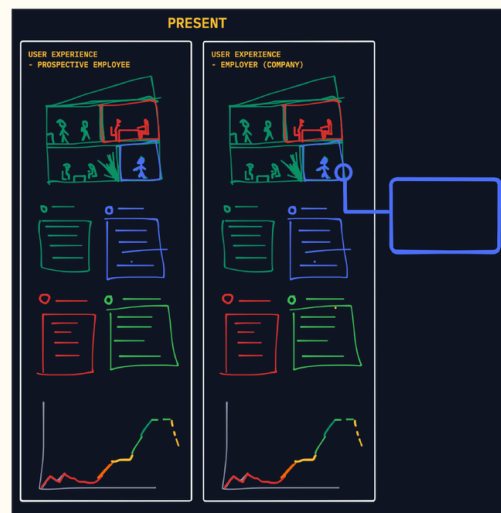 PRESENT
USER EXPERIENCE
- PROSPECTIVE EMPLOYEE
USER EXPERIENCE
- EMPLOYER (COMPANY)